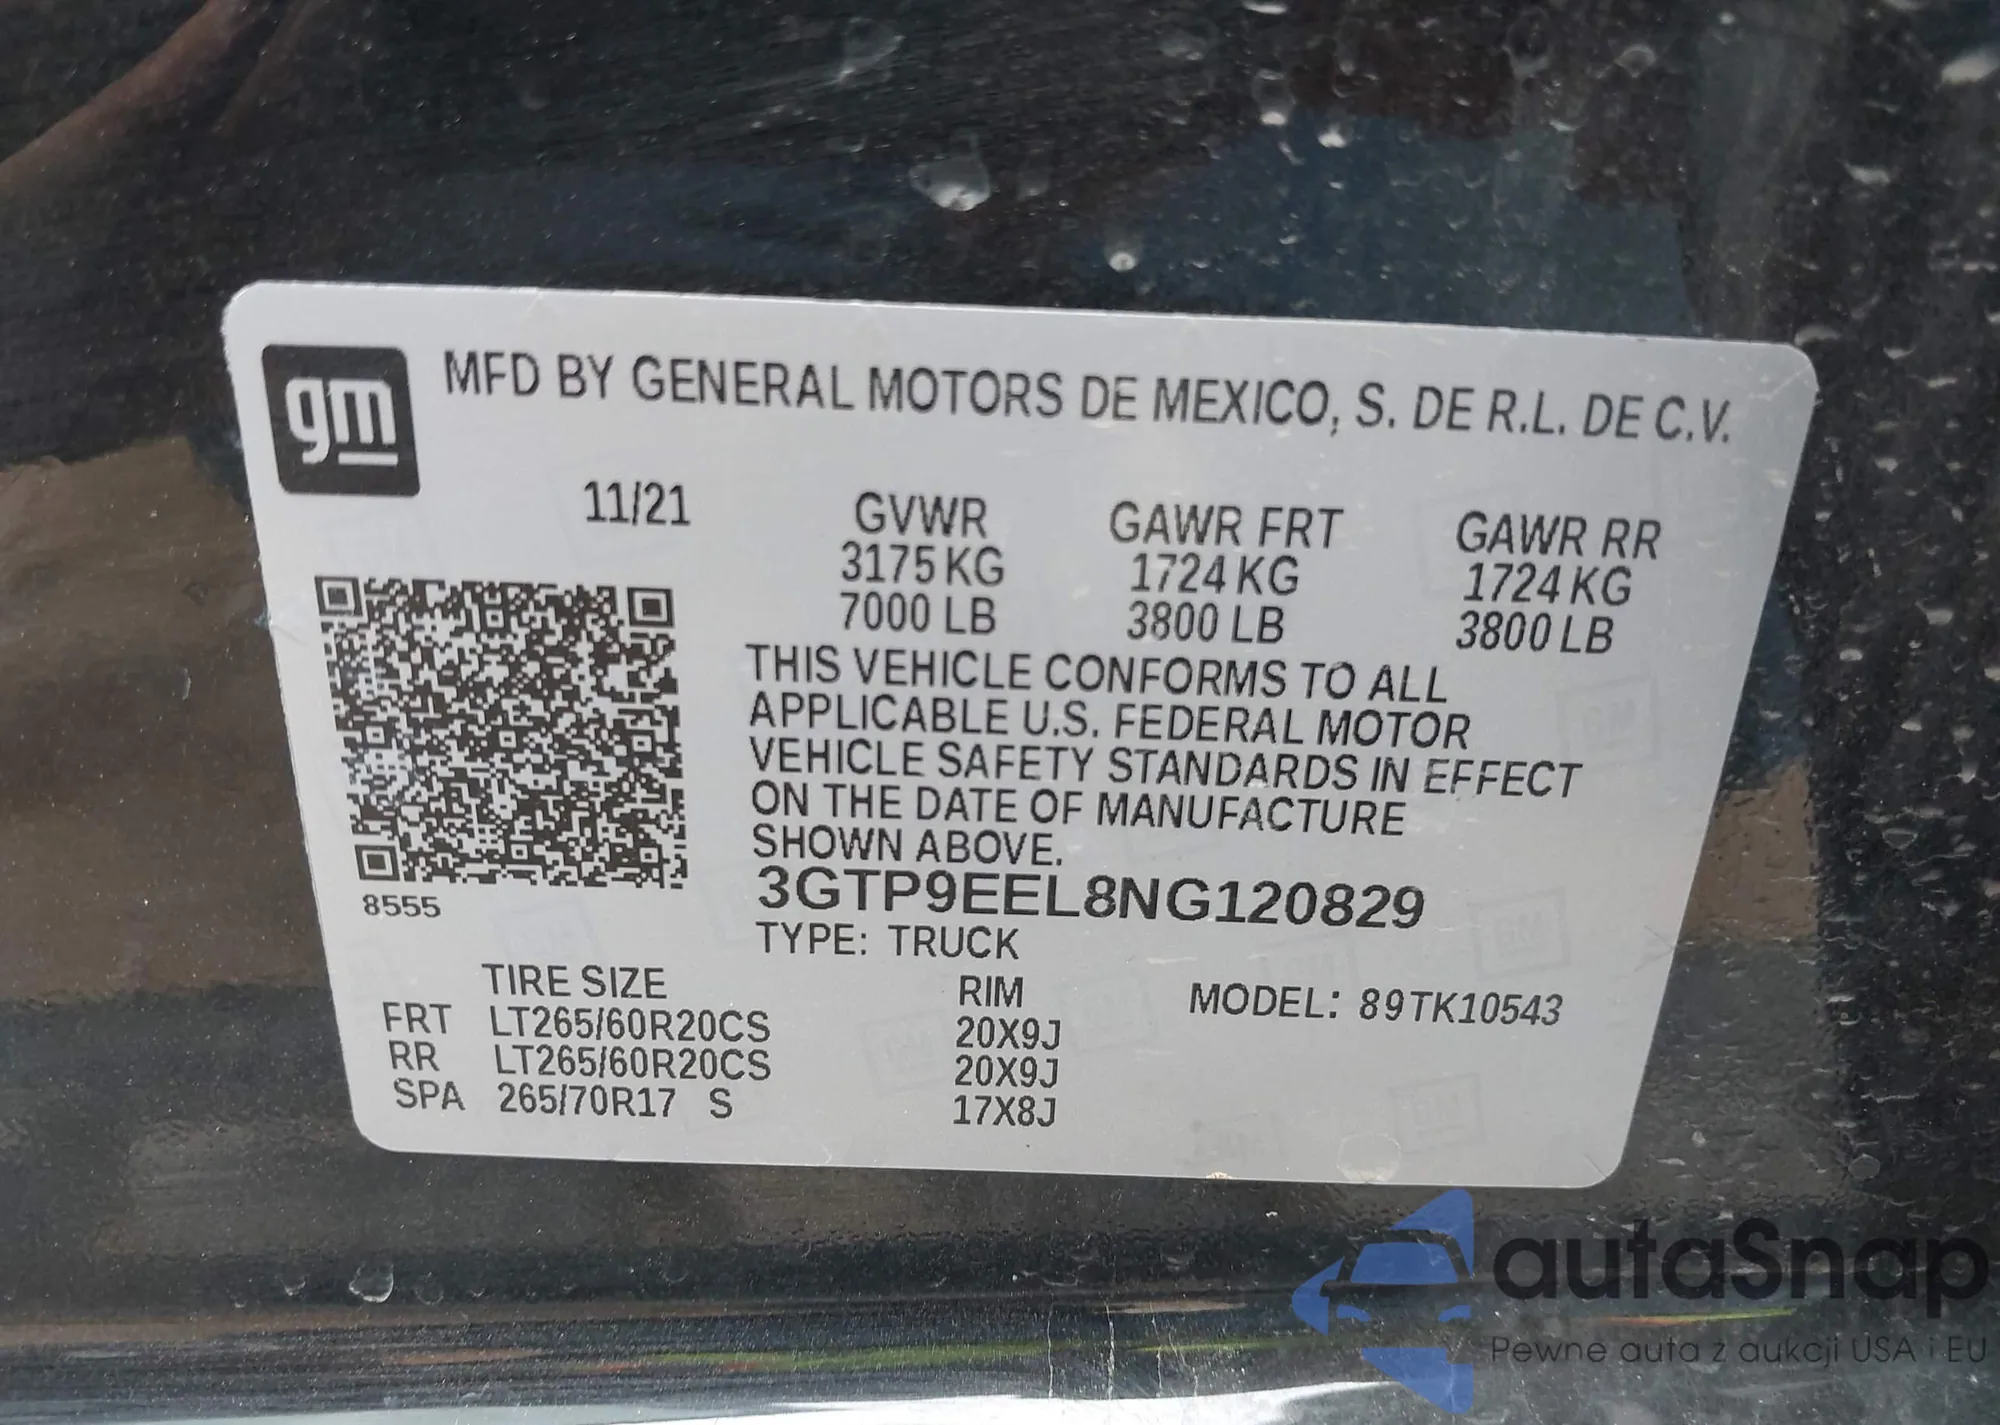 gm
MFD BY GENERAL MOTORS DE MEXICO, S. DE R.L. DE C.V.
11/21
GVWR GAWR FRT GAWR RR
3175 KG 1724 KG 1724 KG
7000 LB 3800 LB 3800 LB
THIS VEHICLE CONFORMS TO ALL
APPLICABLE U.S. FEDERAL MOTOR
VEHICLE SAFETY STANDARDS IN EFFECT
ON THE DATE OF MANUFACTURE
SHOWN ABOVE.
3GTP9EEL8NG120829
8555
TYPE: TRUCK
TIRE SIZE RIM MODEL: 89TK10543
FRT LT265/60R20CS 20X9J
RR LT265/60R20CS 20X9J
SPA 265/70R17 S 17X8J
autaSnap
Pewne auta z aukcji USA i EU